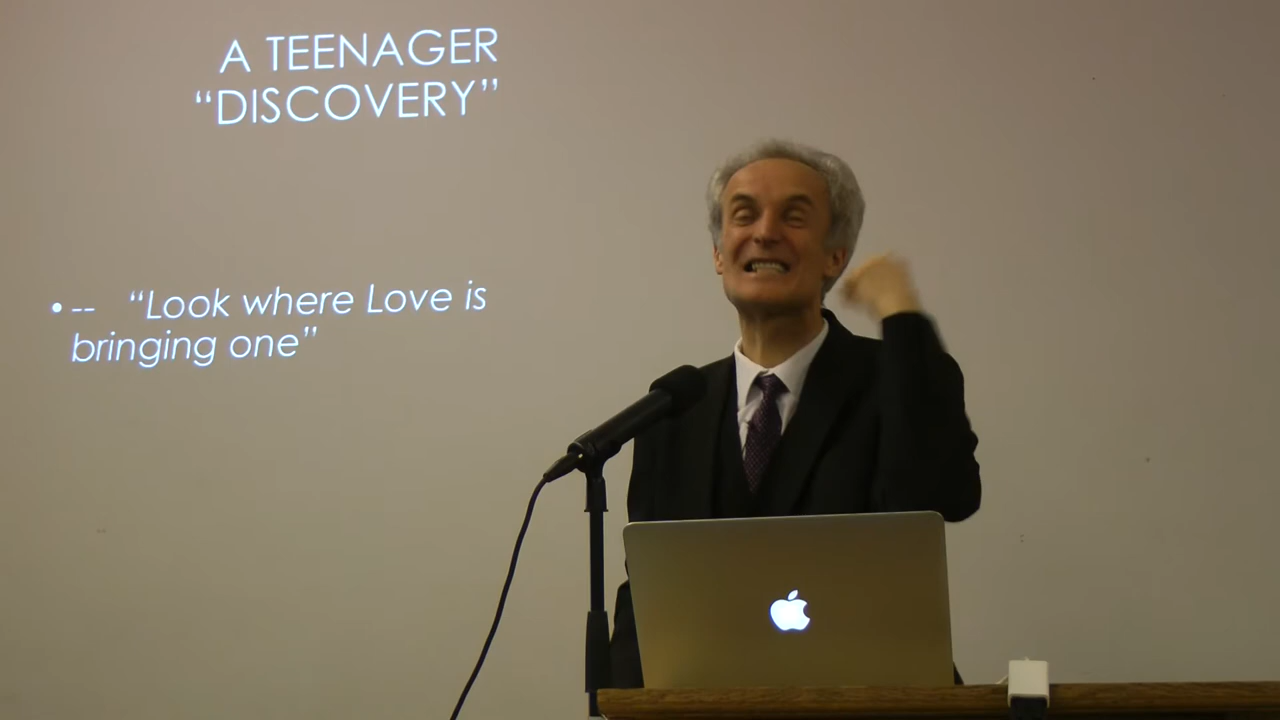 A TEENAGER
“DISCOVERY”
• -- “Look where Love is
bringing one”